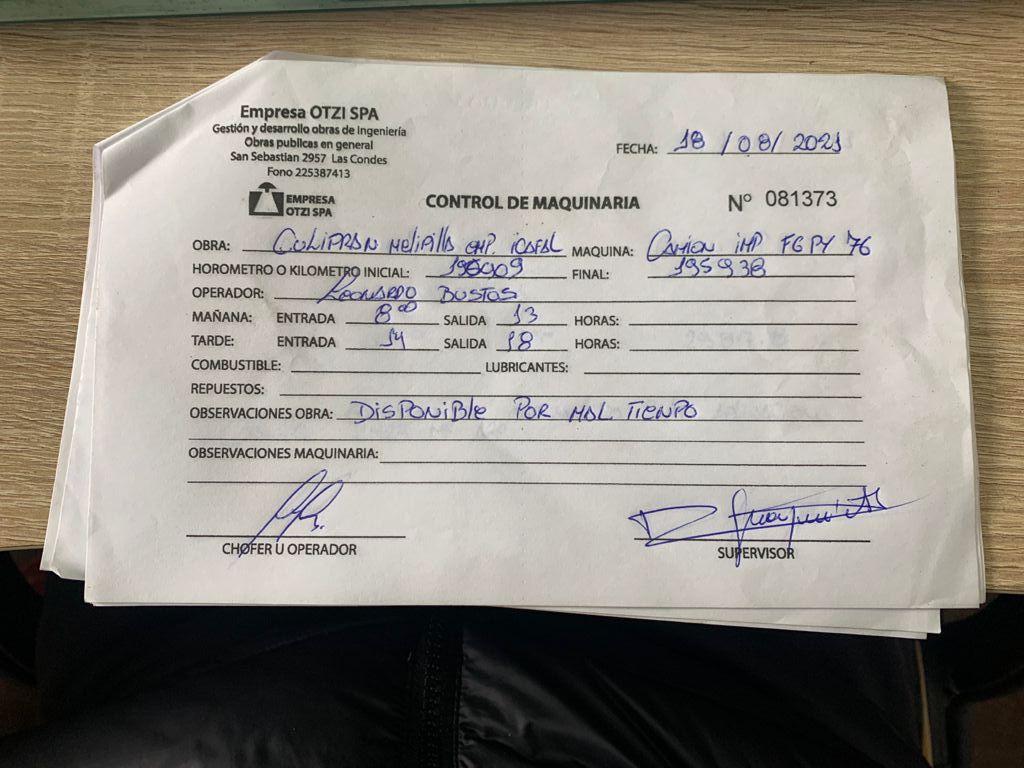 Empresa OTZI SPA
Gestión y desarrollo obras de Ingeniería
Obras publicas en general
San Sebastian 2957 Las Condes
Fono 225387413
FECHA: 18 / 08 / 2021
EMPRESA
OTZI SPA
CONTROL DE MAQUINARIA
Nº 081373
OBRA: CULIPRAN MELIPILLA EMP. ICAFAL MAQUINA: CAMION IMP FGPY 76
HOROMETRO O KILOMETRO INICIAL: FINAL: 195938
OPERADOR: LEONARDO BUSTOS
MAÑANA: ENTRADA 8:00 SALIDA 13 HORAS:
TARDE: ENTRADA 14 SALIDA 18 HORAS:
COMBUSTIBLE: LUBRICANTES:
REPUESTOS:
OBSERVACIONES OBRA: DISPONIBLE POR MAL TIENPO
OBSERVACIONES MAQUINARIA:
CHOFER U OPERADOR
SUPERVISOR